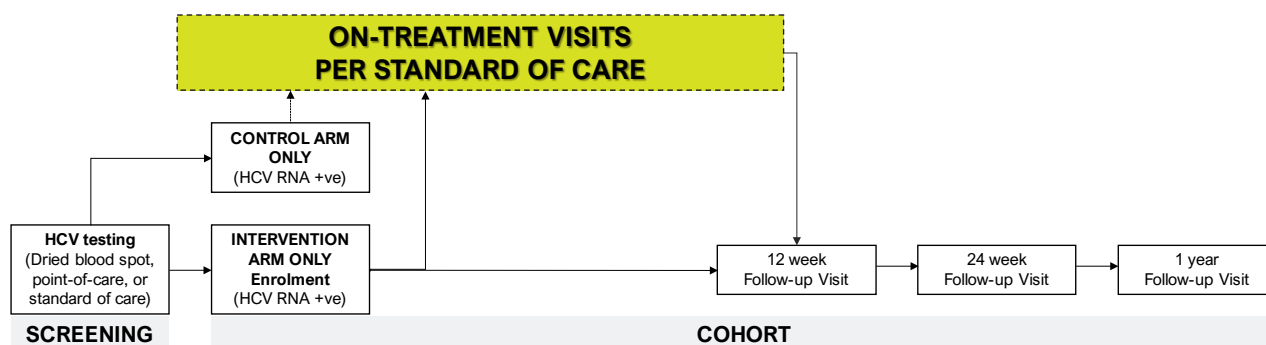 ON-TREATMENT VISITS
PER STANDARD OF CARE
CONTROL ARM
ONLY
(HCV RNA +ve)
HCV testing
(Dried blood spot,
point-of-care, or
standard of care)
INTERVENTION
ARM ONLY
Enrolment
(HCV RNA +ve)
12 week
Follow-up Visit
24 week
Follow-up Visit
1 year
Follow-up Visit
SCREENING
COHORT